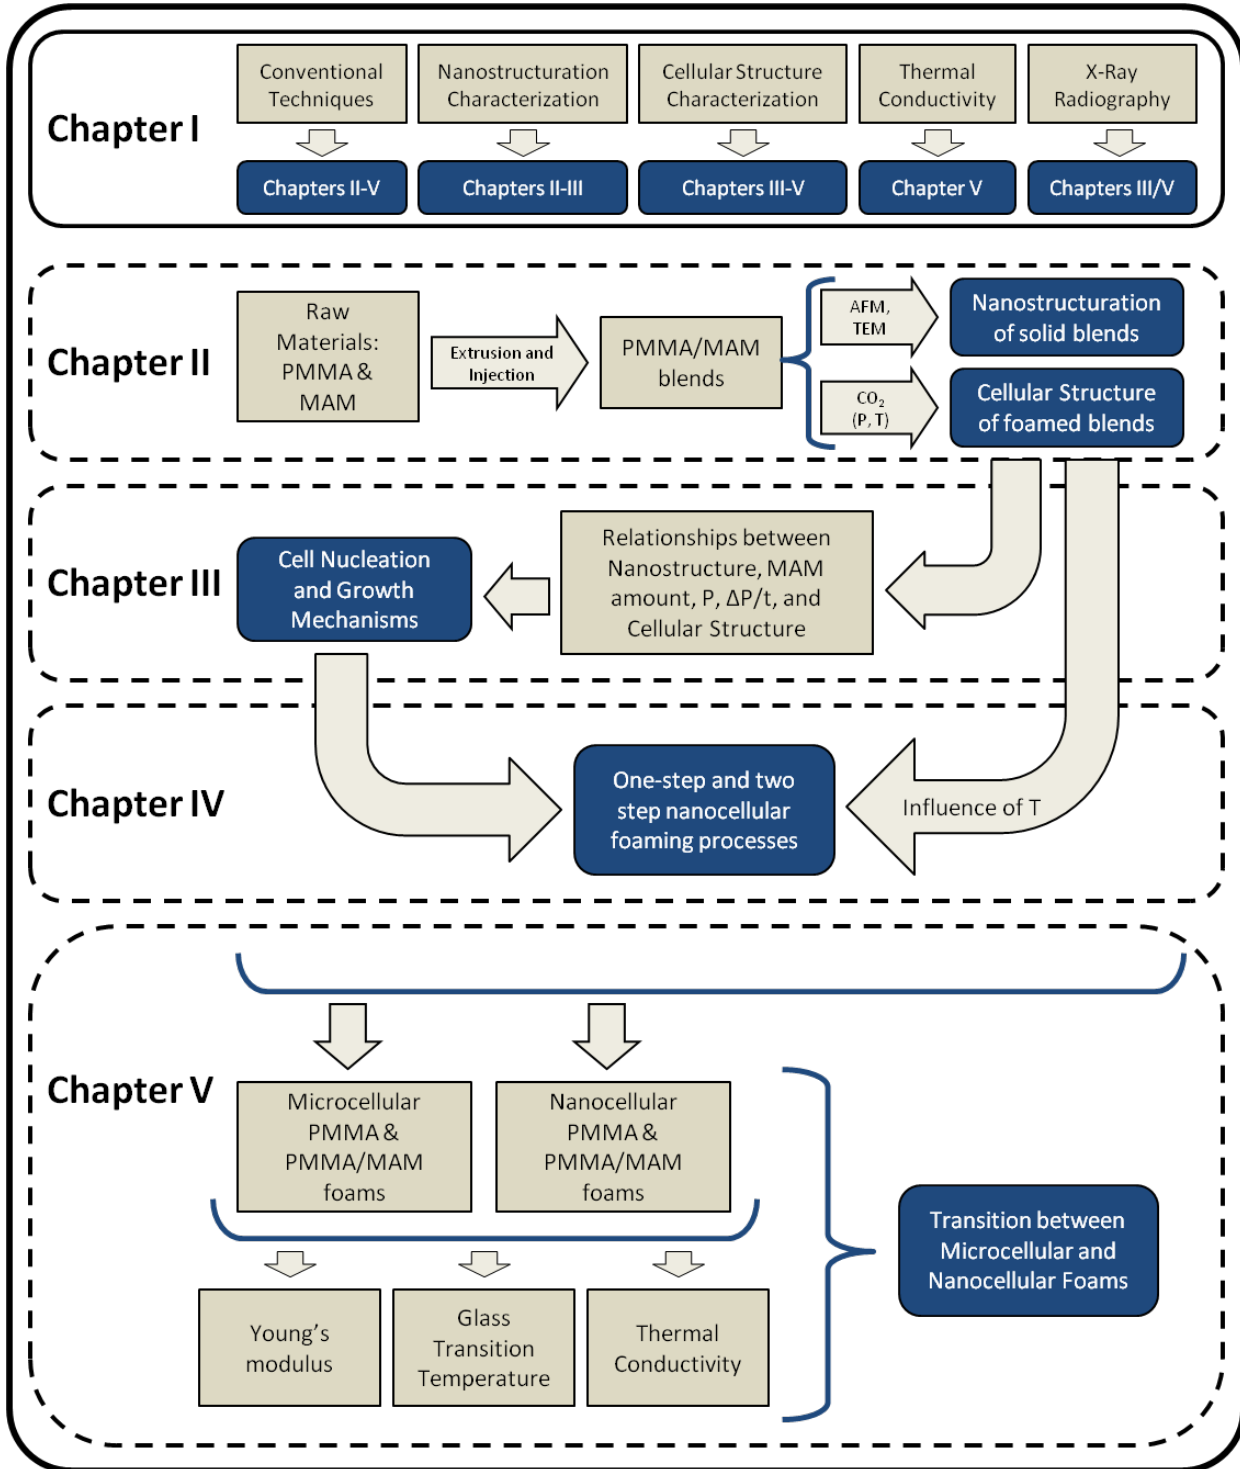 Chapter I
Conventional
Techniques
Nanostructuration
Characterization
Cellular Structure
Characterization
Thermal
Conductivity
X-Ray
Radiography
Chapters II-V
Chapters II-III
Chapters III-V
Chapter V
Chapters III/V
Chapter II
Raw
Materials:
PMMA &
MAM
Extrusion and
Injection
PMMA/MAM
blends
AFM,
TEM
Nanostructuration
of solid blends
CO₂
(P, T)
Cellular Structure
of foamed blends
Chapter III
Cell Nucleation
and Growth
Mechanisms
Relationships between
Nanostructure, MAM
amount, P, ΔP/t, and
Cellular Structure
Chapter IV
One-step and two
step nanocellular
foaming processes
Influence of T
Chapter V
Microcellular
PMMA &
PMMA/MAM
foams
Nanocellular
PMMA &
PMMA/MAM
foams
Transition between
Microcellular and
Nanocellular Foams
Young's
modulus
Glass
Transition
Temperature
Thermal
Conductivity